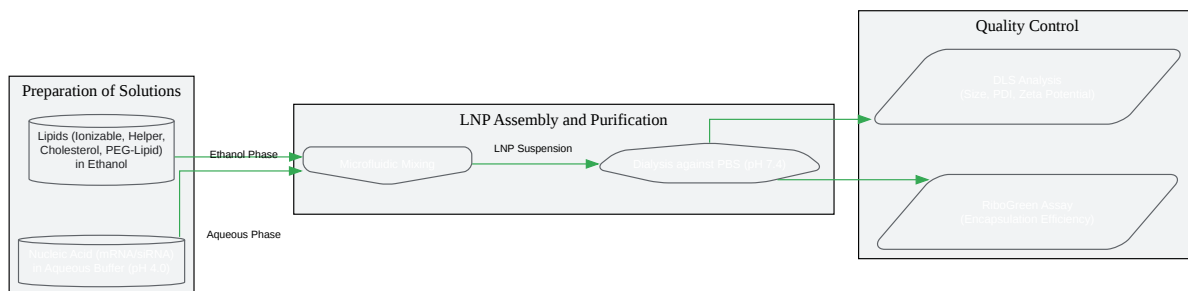 Preparation of Solutions
Lipids (Ionizable, Helper,
Cholesterol, PEG-Lipid)
in Ethanol
Nucleic Acid (mRNA/siRNA)
in Aqueous Buffer (pH 4.0)
Ethanol Phase
Aqueous Phase
LNP Assembly and Purification
Microfluidic Mixing
LNP Suspension
Dialysis against PBS (pH 7.4)
Quality Control
DLS Analysis
(Size, PDI, Zeta Potential)
RiboGreen Assay
(Encapsulation Efficiency)